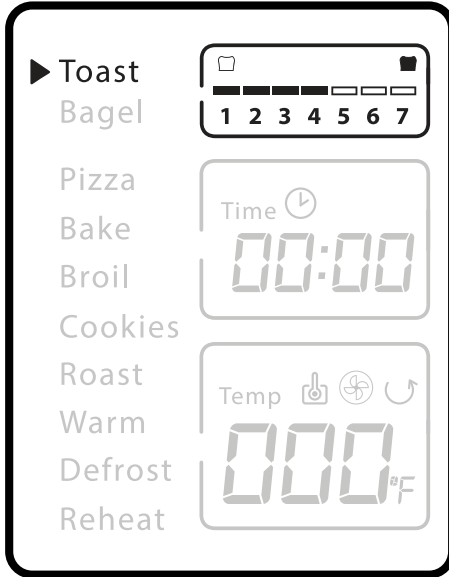 Toast
Bagel
1 2 3 4 5 6 7
Pizza
Bake
Broil
Cookies
Roast
Warm
Defrost
Reheat
Time
00:00
Temp
000°F